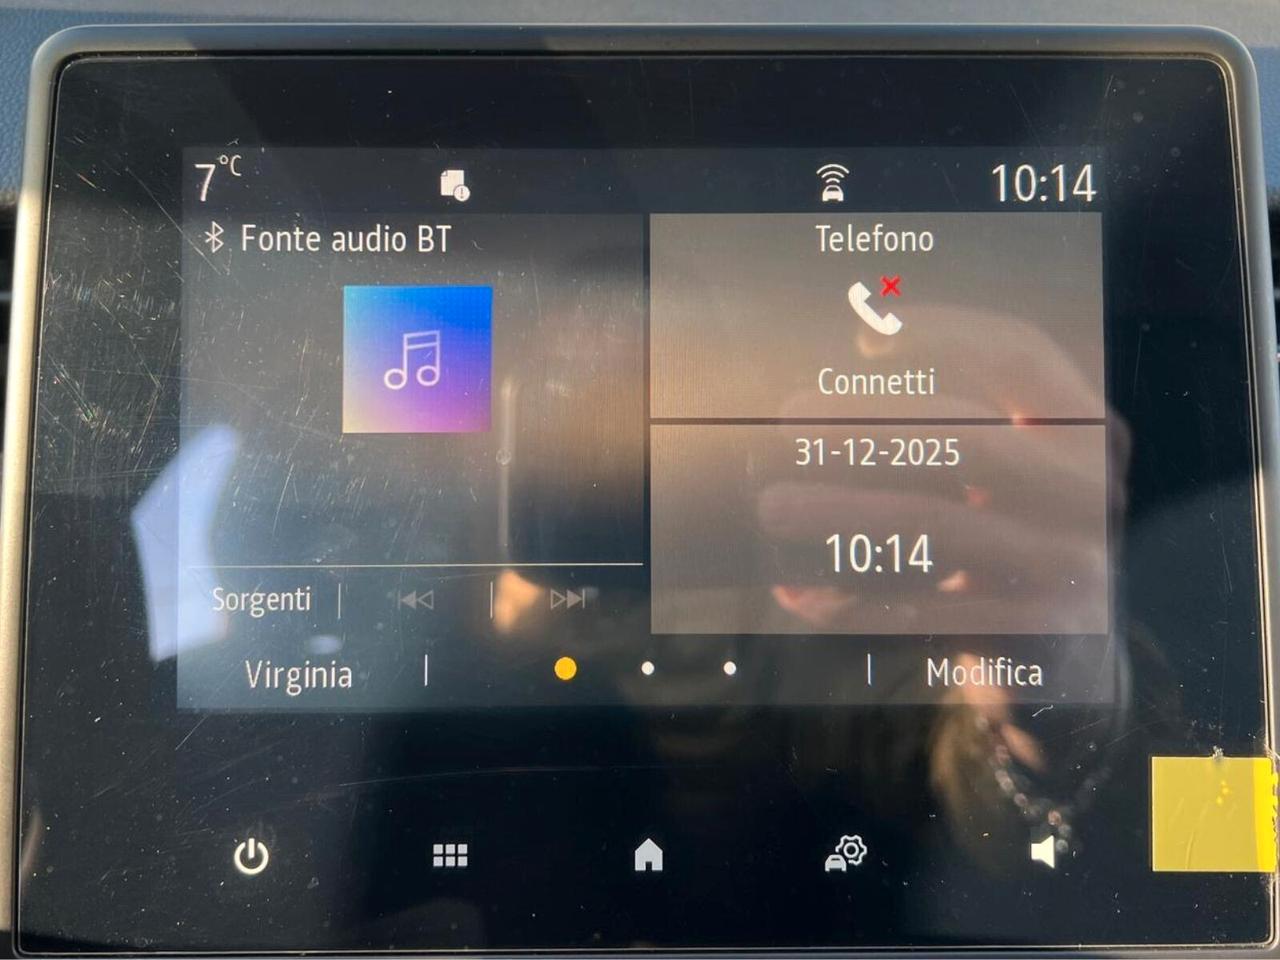 7°C
10:14
Fonte audio BT
Telefono
Connetti
31-12-2025
10:14
Sorgenti
Virginia
Modifica